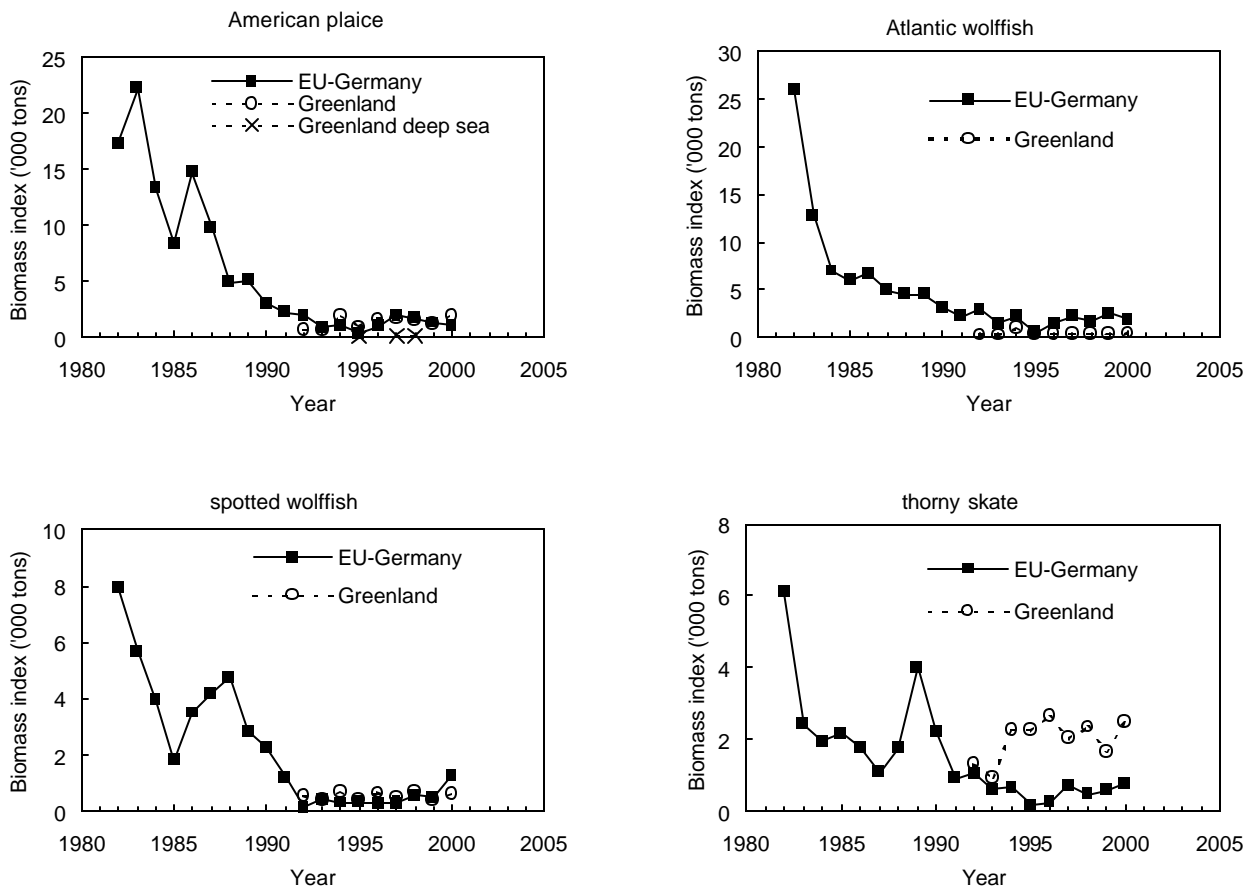 American plaice
Biomass index ('000 tons)
25
20
15
10
5
0
EU-Germany
Greenland
Greenland deep sea
1980 1985 1990 1995 2000 2005
Year
Atlantic wolffish
Biomass index ('000 tons)
30
25
20
15
10
5
0
EU-Germany
Greenland
1980 1985 1990 1995 2000 2005
Year
spotted wolffish
Biomass index ('000 tons)
10
8
6
4
2
0
EU-Germany
Greenland
1980 1985 1990 1995 2000 2005
Year
thorny skate
Biomass index ('000 tons)
8
6
4
2
0
EU-Germany
Greenland
1980 1985 1990 1995 2000 2005
Year